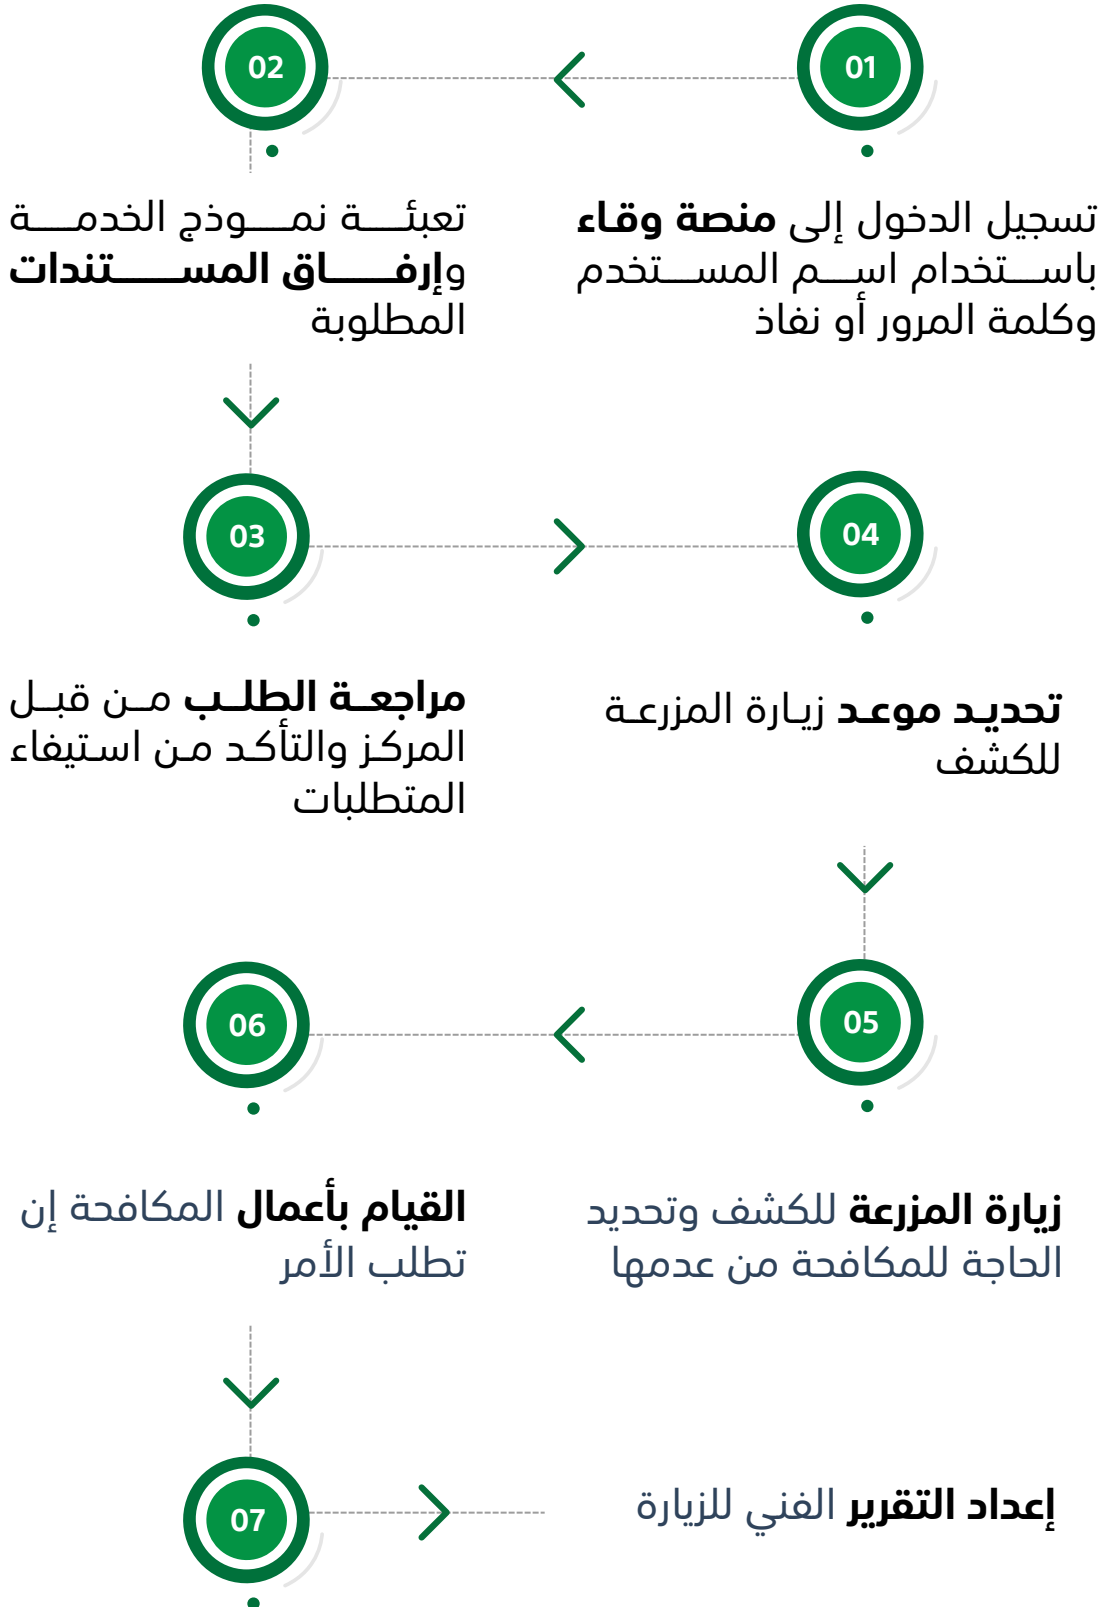 01
تسجيل الدخول إلى منصة وقاء
باستخدام اسم المستخدم
وكلمة المرور أو نفاذ
02
تعبئة نموذج الخدمة
وإرفاق المستندات
المطلوبة
03
مراجعة الطلب من قبل
المركز والتأكد من استيفاء
المتطلبات
04
تحديد موعد زيارة المزرعة
للكشف
05
زيارة المزرعة للكشف وتحديد
الحاجة للمكافحة من عدمها
06
القيام بأعمال المكافحة إن
تطلب الأمر
07
إعداد التقرير الفني للزيارة